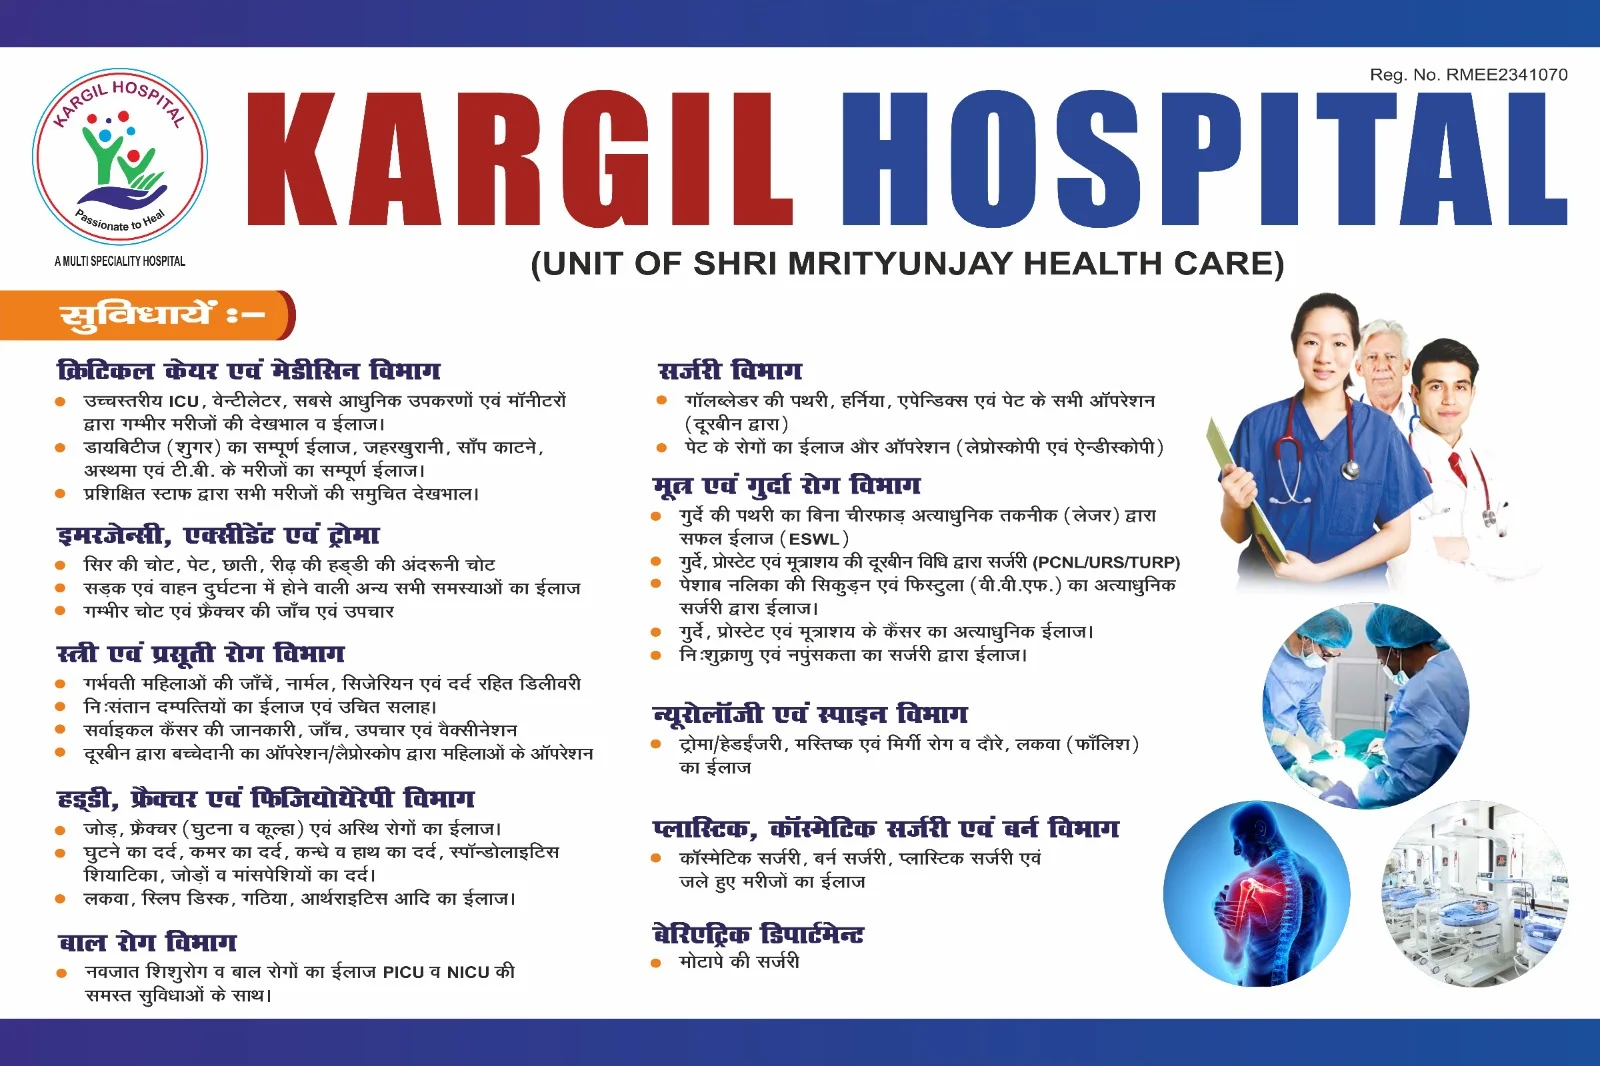 Reg. No. RMEE2341070
KARGIL HOSPITAL
KARGIL HOSPITAL
Passionate to Heal
A MULTI SPECIALITY HOSPITAL
(UNIT OF SHRI MRITYUNJAY HEALTH CARE)
सुविधायें :-
क्रिटिकल केयर एवं मेडीसिन विभाग
उच्चस्तरीय ICU, वेन्टीलेटर, सबसे आधुनिक उपकरणों एवं मॉनीटरों
द्वारा गम्भीर मरीजों की देखभाल व ईलाज।
डायबिटीज (शुगर) का सम्पूर्ण ईलाज, जहरखुरानी, साँप काटने,
अस्थमा एवं टी.बी. के मरीजों का सम्पूर्ण ईलाज।
प्रशिक्षित स्टाफ द्वारा सभी मरीजों की समुचित देखभाल।
इमरजेन्सी, एक्सीडेंट एवं ट्रोमा
सिर की चोट, पेट, छाती, रीढ़ की हड्डी की अंदरूनी चोट
सड़क एवं वाहन दुर्घटना में होने वाली अन्य सभी समस्याओं का ईलाज
गम्भीर चोट एवं फ्रैक्चर की जाँच एवं उपचार
स्त्री एवं प्रसूती रोग विभाग
गर्भवती महिलाओं की जाँचें, नार्मल, सिजेरियन एवं दर्द रहित डिलीवरी
निःसंतान दम्पत्तियों का ईलाज एवं उचित सलाह।
सर्वाइकल कैंसर की जानकारी, जाँच, उपचार एवं वैक्सीनेशन
दूरबीन द्वारा बच्चेदानी का ऑपरेशन/लैप्रोस्कोप द्वारा महिलाओं के ऑपरेशन
हड्डी, फ्रैक्चर एवं फिजियोथैरेपी विभाग
जोड़, फ्रैक्चर (घुटना व कूल्हा) एवं अस्थि रोगों का ईलाज।
घुटने का दर्द, कमर का दर्द, कन्धे व हाथ का दर्द, स्पॉन्डोलाइटिस
शियाटिका, जोड़ों व मांसपेशियों का दर्द।
लकवा, स्लिप डिस्क, गठिया, आर्थराइटिस आदि का ईलाज।
बाल रोग विभाग
नवजात शिशुरोग व बाल रोगों का ईलाज PICU व NICU की
समस्त सुविधाओं के साथ।
सर्जरी विभाग
गॉलब्लेडर की पथरी, हर्निया, एपेन्डिक्स एवं पेट के सभी ऑपरेशन
(दूरबीन द्वारा)
पेट के रोगों का ईलाज और ऑपरेशन (लेप्रोस्कोपी एवं ऐन्डीस्कोपी)
मूत्र एवं गुर्दा रोग विभाग
गुर्दे की पथरी का बिना चीरफाड़ अत्याधुनिक तकनीक (लेजर) द्वारा
सफल ईलाज (ESWL)
गुर्दे, प्रोस्टेट एवं मूत्राशय की दूरबीन विधि द्वारा सर्जरी (PCNL/URS/TURP)
पेशाब नलिका की सिकुड़न एवं फिस्टुला (वी.वी.एफ.) का अत्याधुनिक
सर्जरी द्वारा ईलाज।
गुर्दे, प्रोस्टेट एवं मूत्राशय के कैंसर का अत्याधुनिक ईलाज।
निःशुक्राणु एवं नपुंसकता का सर्जरी द्वारा ईलाज।
न्यूरोलॉजी एवं स्पाइन विभाग
ट्रोमा/हेडईंजरी, मस्तिष्क एवं मिर्गी रोग व दौरे, लकवा (फॉलिश)
का ईलाज
प्लास्टिक, कॉस्मेटिक सर्जरी एवं बर्न विभाग
कॉस्मेटिक सर्जरी, बर्न सर्जरी, प्लास्टिक सर्जरी एवं
जले हुए मरीजों का ईलाज
बेरिएट्रिक डिपार्टमेन्ट
मोटापे की सर्जरी